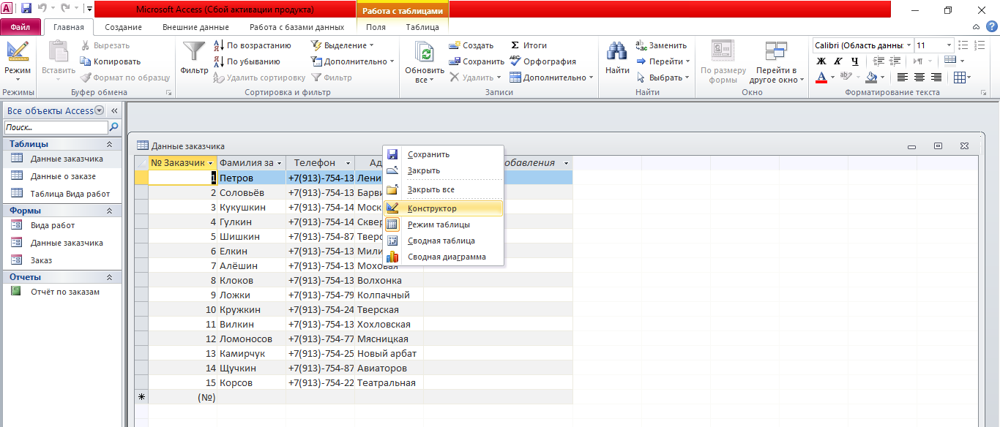 Microsoft Access (Сбой активации продукта)
Работа с таблицами
Файл Главная Создание Внешние данные Работа с базами данных Поля Таблица
Режим
Режимы
Вставить
Вырезать
Копировать
Формат по образцу
Буфер обмена
Фильтр
По возрастанию
По убыванию
Удалить сортировку
Выделение
Дополнительно
Фильтр
Сортировка и фильтр
Обновить
все
Создать
Сохранить
Удалить
Итоги
Орфография
Дополнительно
Записи
Найти
Заменить
Перейти
Выбрать
Найти
По размеру
формы
Перейти в
другое окно
Окно
Calibri (Область данны 11
Ж К Ч
Форматирование текста
Все объекты Access
Поиск...
Таблицы
Данные заказчика
Данные о заказе
Таблица Вида работ
Формы
Вида работ
Данные заказчика
Заказ
Отчеты
Отчёт по заказам
Данные заказчика
№ Заказчик Фамилия за Телефон Ад обавления
1 Петров +7(913)-754-13 Лени
2 Соловьёв +7(913)-754-13 Барви
3 Кукушкин +7(913)-754-14 Моск
4 Гулкин +7(913)-754-14 Сквер
5 Шишкин +7(913)-754-87 Тверс
6 Елкин +7(913)-754-13 Мили
7 Алёшин +7(913)-754-13 Моховая
8 Клоков +7(913)-754-13 Волхонка
9 Ложки +7(913)-754-79 Колпачный
10 Кружкин +7(913)-754-24 Тверская
11 Вилкин +7(913)-754-13 Хохловская
12 Ломоносов +7(913)-754-77 Мясницкая
13 Камирчук +7(913)-754-25 Новый арбат
14 Щучкин +7(913)-754-87 Авиаторов
15 Корсов +7(913)-754-22 Театральная
(№)
Сохранить
Закрыть
Закрыть все
Конструктор
Режим таблицы
Сводная таблица
Сводная диаграмма